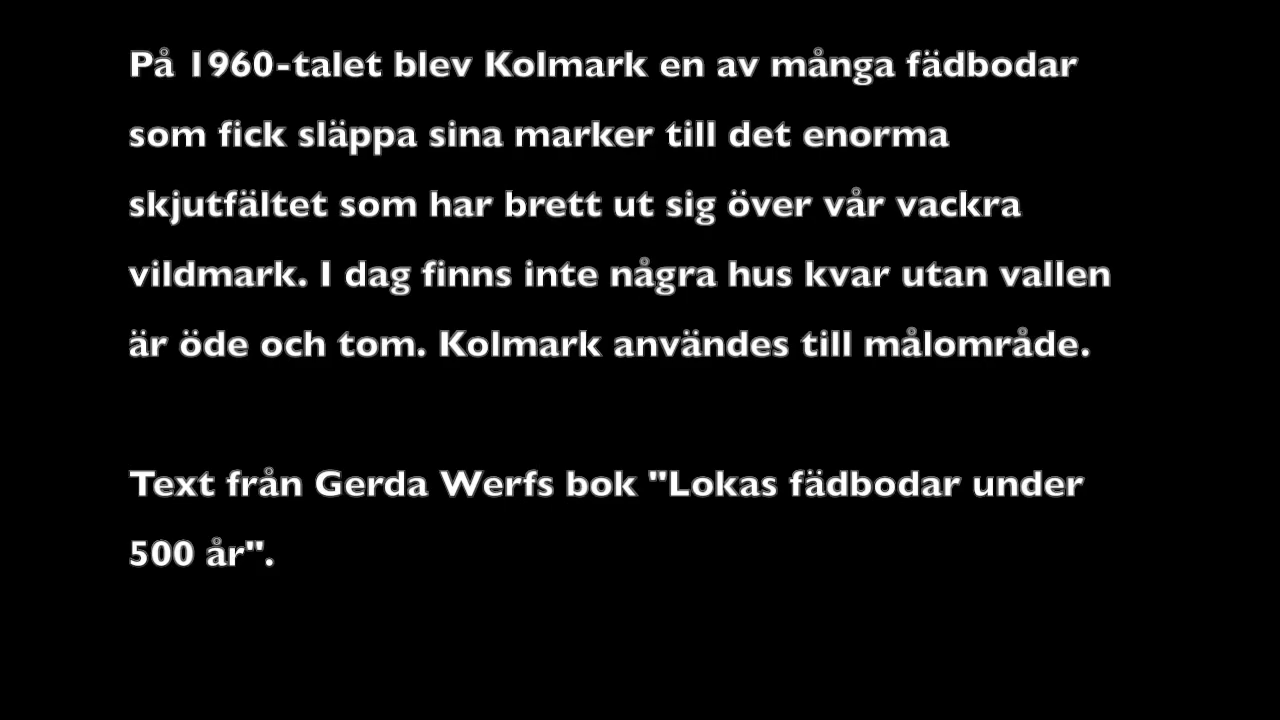 På 1960-talet blev Kolmark en av många fädbodar
som fick släppa sina marker till det enorma
skjutfältet som har brett ut sig över vår vackra
vildmark. I dag finns inte några hus kvar utan vallen
är öde och tom. Kolmark användes till målområde.
Text från Gerda Werfs bok "Lokas fädbodar under
500 år".